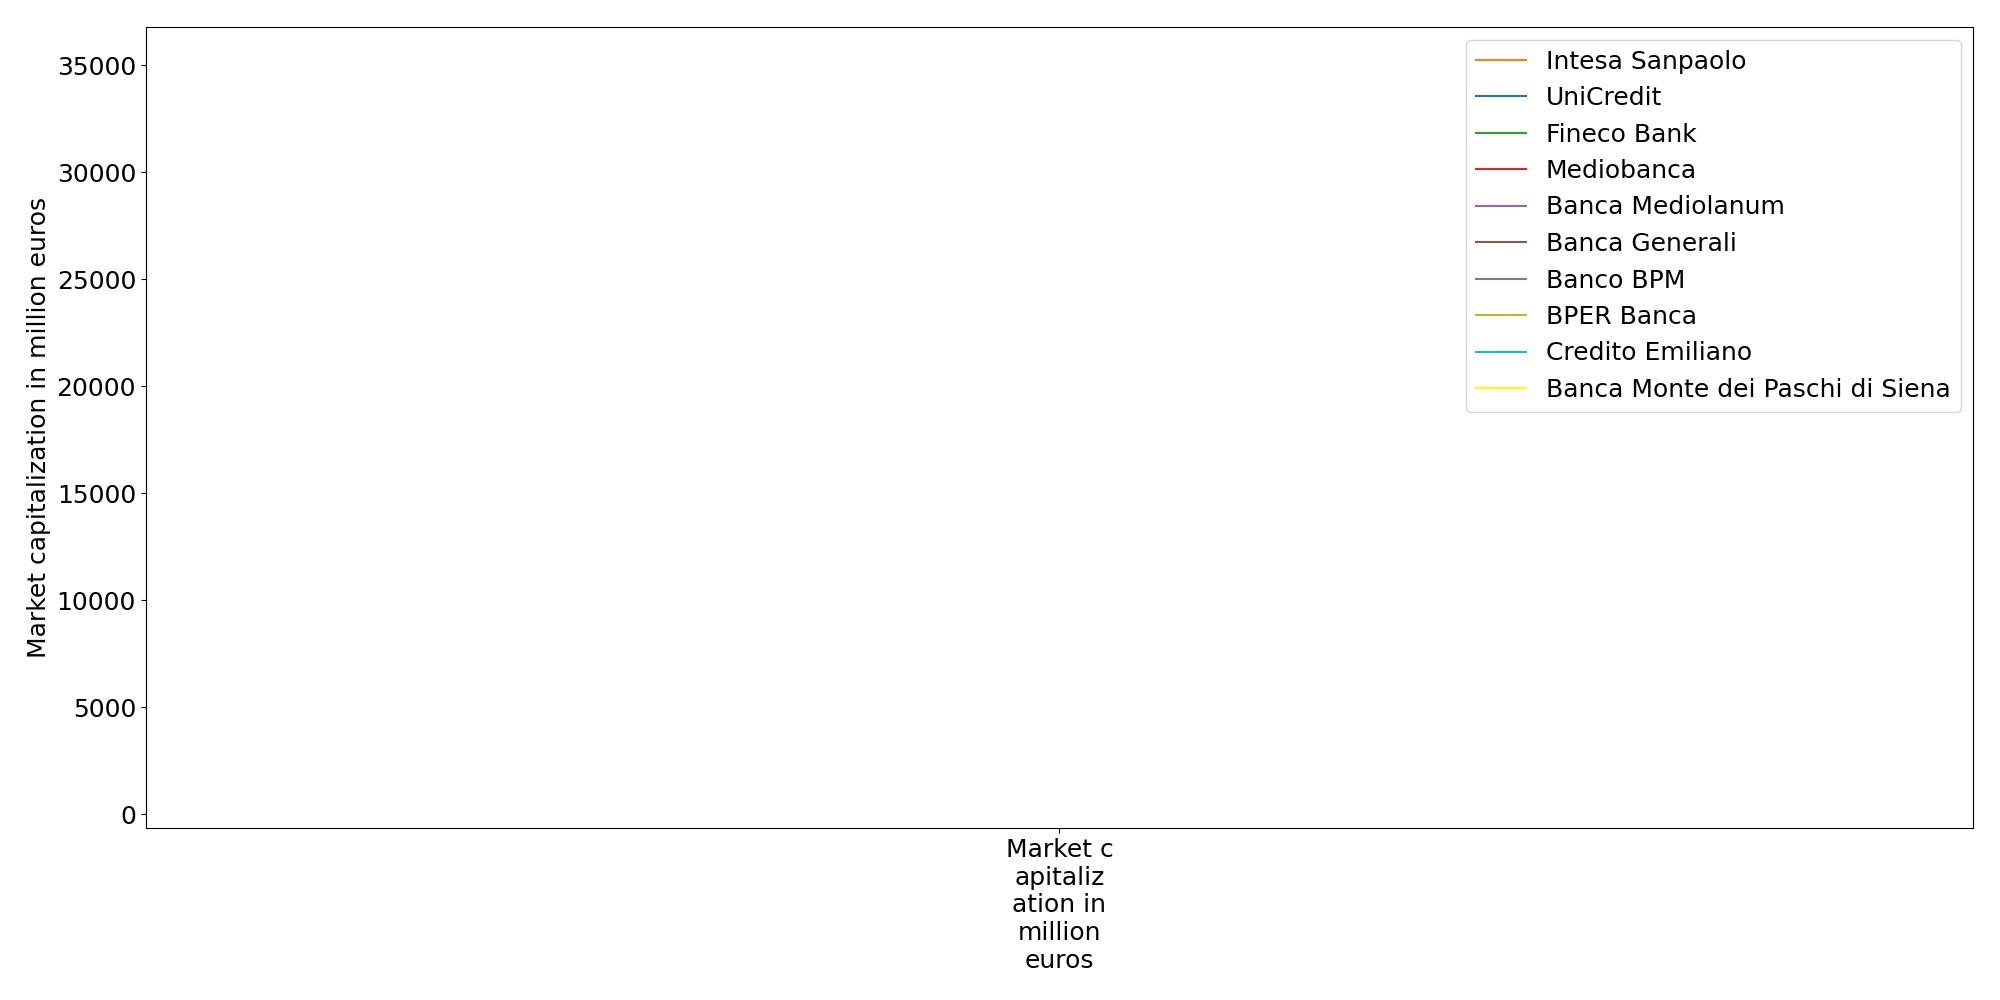 Market capitalization in million euros
35000
30000
25000
20000
15000
10000
5000
0
Intesa Sanpaolo
UniCredit
Fineco Bank
Mediobanca
Banca Mediolanum
Banca Generali
Banco BPM
BPER Banca
Credito Emiliano
Banca Monte dei Paschi di Siena
Market c
apitaliz
ation in
million
euros